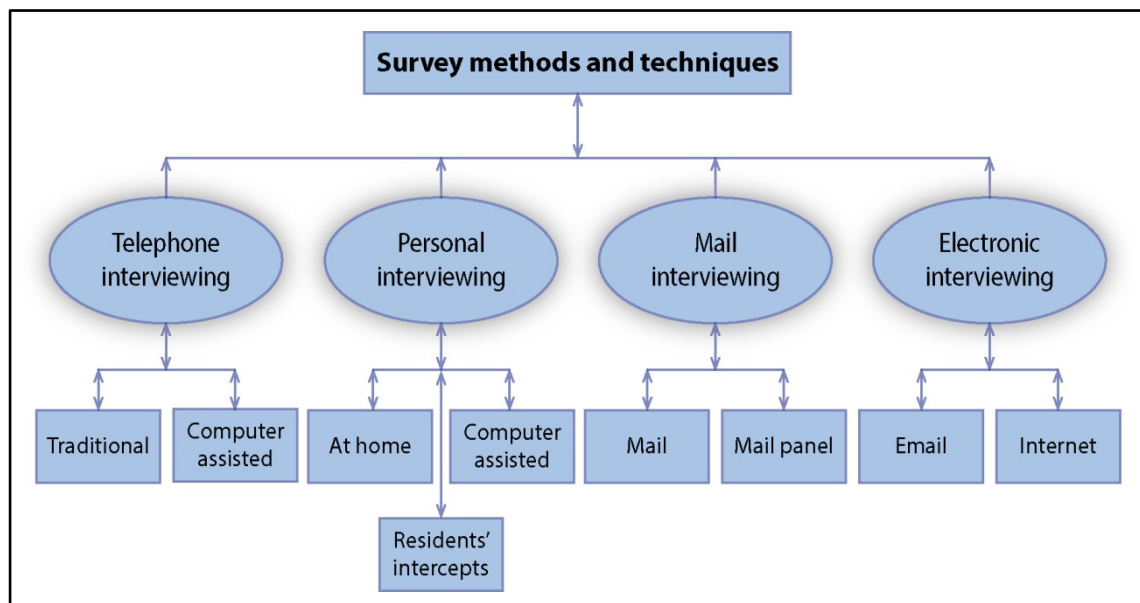 Survey methods and techniques
Telephone
interviewing
Personal
interviewing
Mail
interviewing
Electronic
interviewing
Traditional
Computer
assisted
At home
Computer
assisted
Mail
Mail panel
Email
Internet
Residents’
intercepts